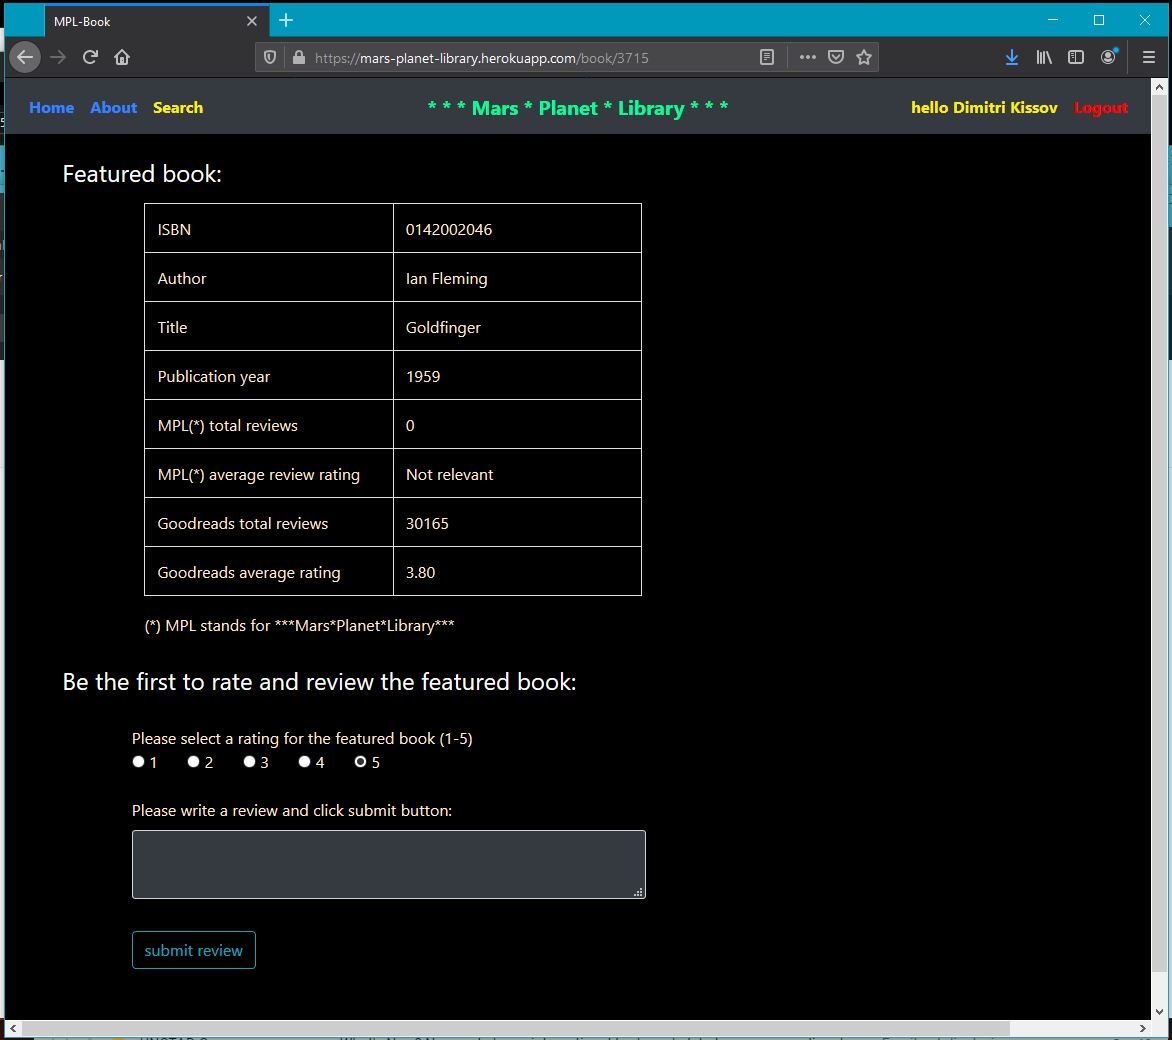 MPL-Book
https://mars-planet-library.herokuapp.com/book/3715
Home About Search * * * Mars * Planet * Library * * * hello Dimitri Kissov Logout
Featured book:
ISBN 0142002046
Author Ian Fleming
Title Goldfinger
Publication year 1959
MPL(*) total reviews 0
MPL(*) average review rating Not relevant
Goodreads total reviews 30165
Goodreads average rating 3.80
(*) MPL stands for ***Mars*Planet*Library***
Be the first to rate and review the featured book:
Please select a rating for the featured book (1-5)
1 2 3 4 5
Please write a review and click submit button:
submit review